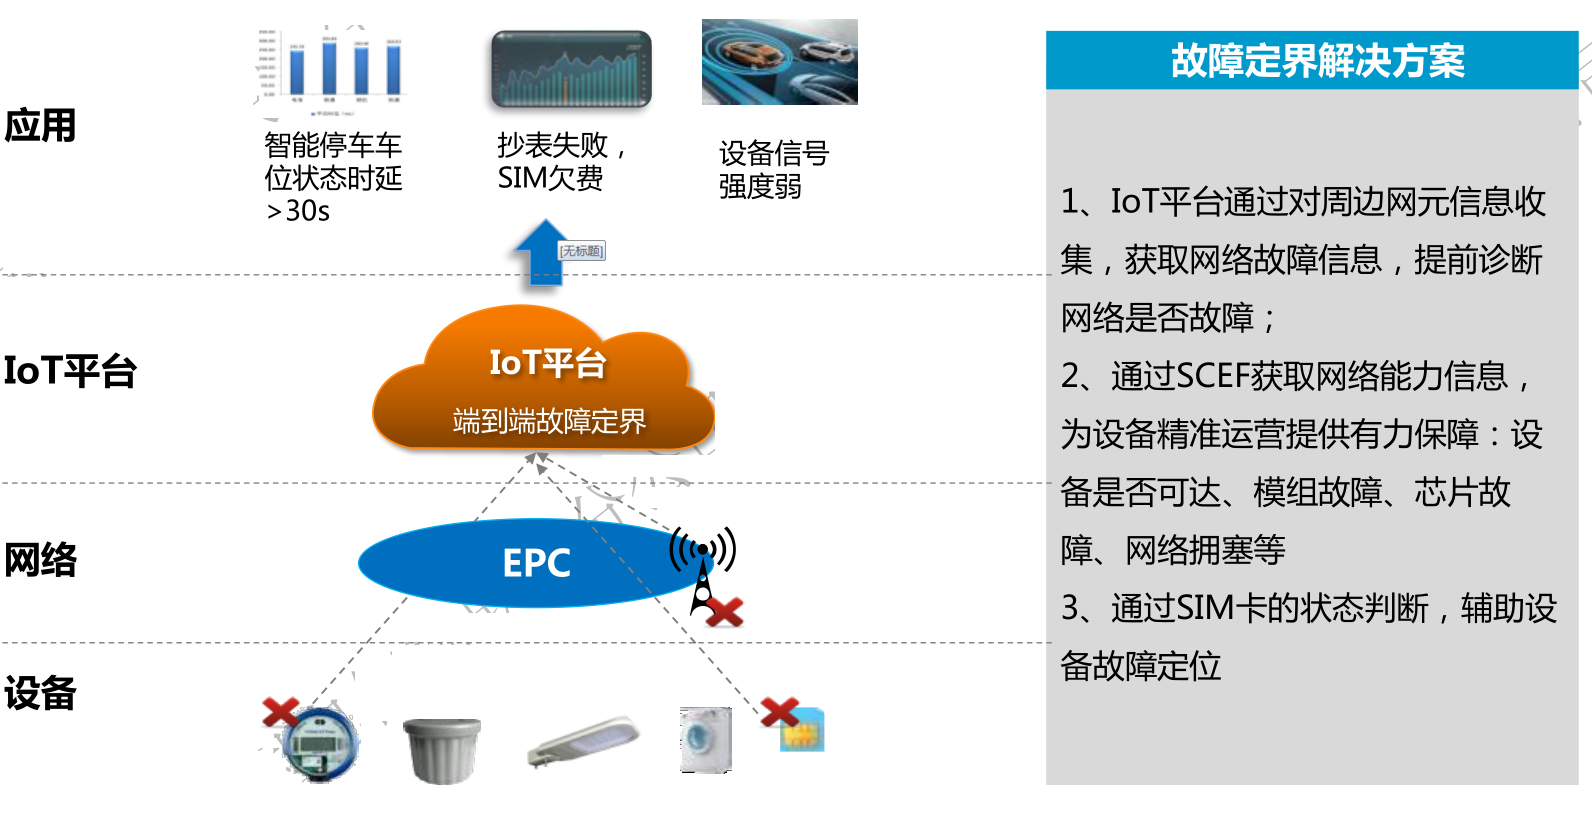 应用
智能停车车
位状态时延
>30s
抄表失败，
SIM欠费
设备信号
强度弱
[无标题]
IoT平台
IoT平台
端到端故障定界
网络
EPC
设备
故障定界解决方案
1、IoT平台通过对周边网元信息收
集，获取网络故障信息，提前诊断
网络是否故障；
2、通过SCEF获取网络能力信息，
为设备精准运营提供有力保障：设
备是否可达、模组故障、芯片故
障、网络拥塞等
3、通过SIM卡的状态判断，辅助设
备故障定位